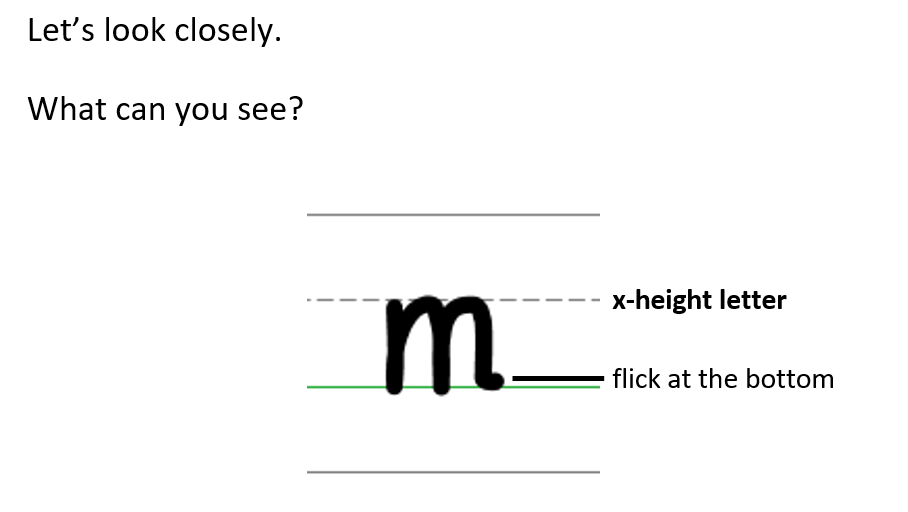 Let’s look closely.
What can you see?
m
x-height letter
flick at the bottom